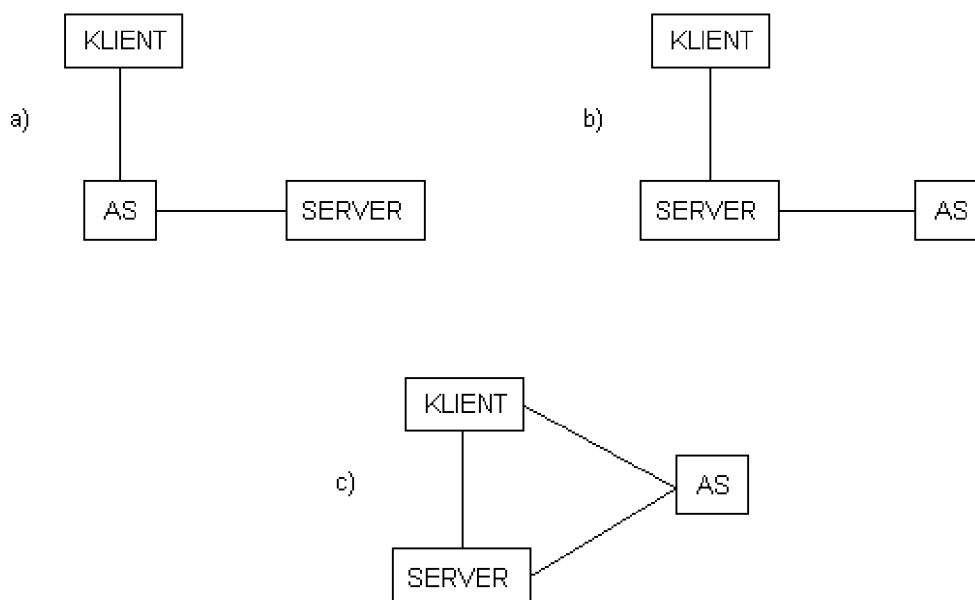 KLIENT
KLIENT
a)
b)
AS
SERVER
SERVER
AS
KLIENT
c)
AS
SERVER